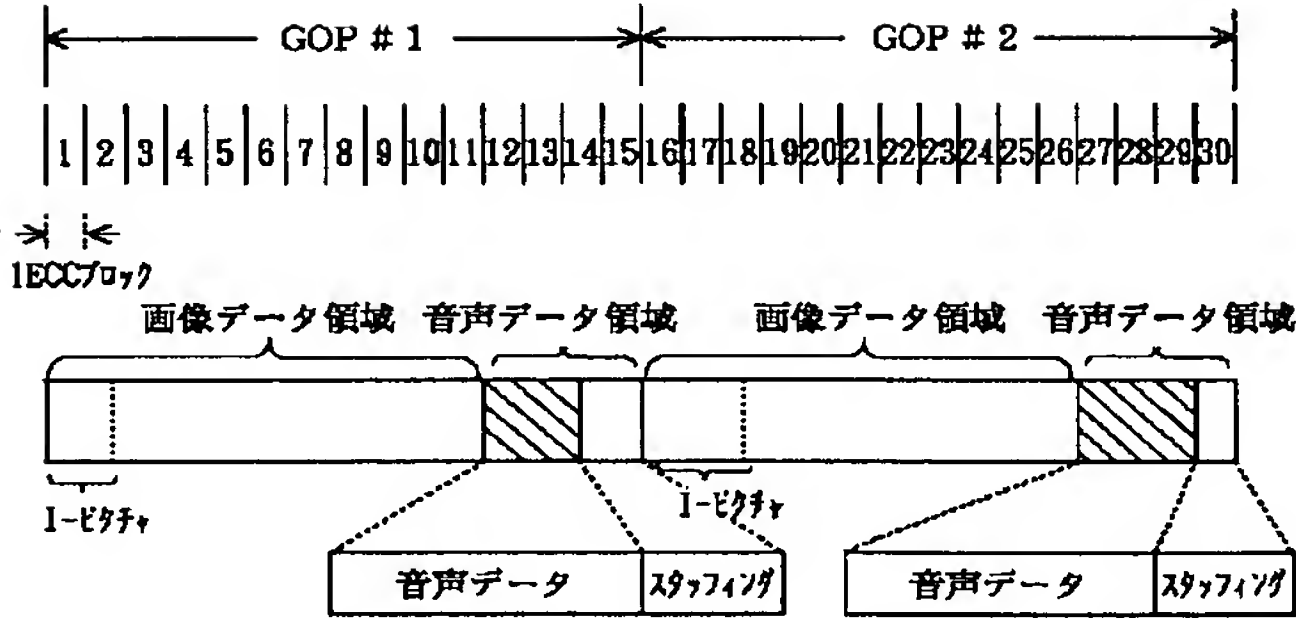 GOP # 1 GOP # 2
1 2 3 4 5 6 7 8 9 10 11 12 13 14 15 16 17 18 19 20 21 22 23 24 25 26 27 28 29 30
1ECCブロック
画像データ領域 音声データ領域 画像データ領域 音声データ領域
I-ピクチャ I-ピクチャ
音声データ スタッフィング 音声データ スタッフィング